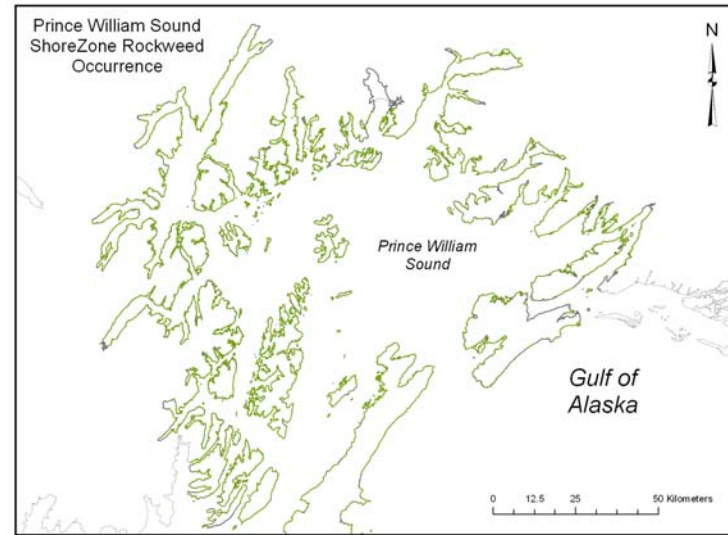 Prince William Sound
ShoreZone Rockweed
Occurrence
N
Prince William
Sound
Gulf of
Alaska
0 12.5 25 50 Kilometers